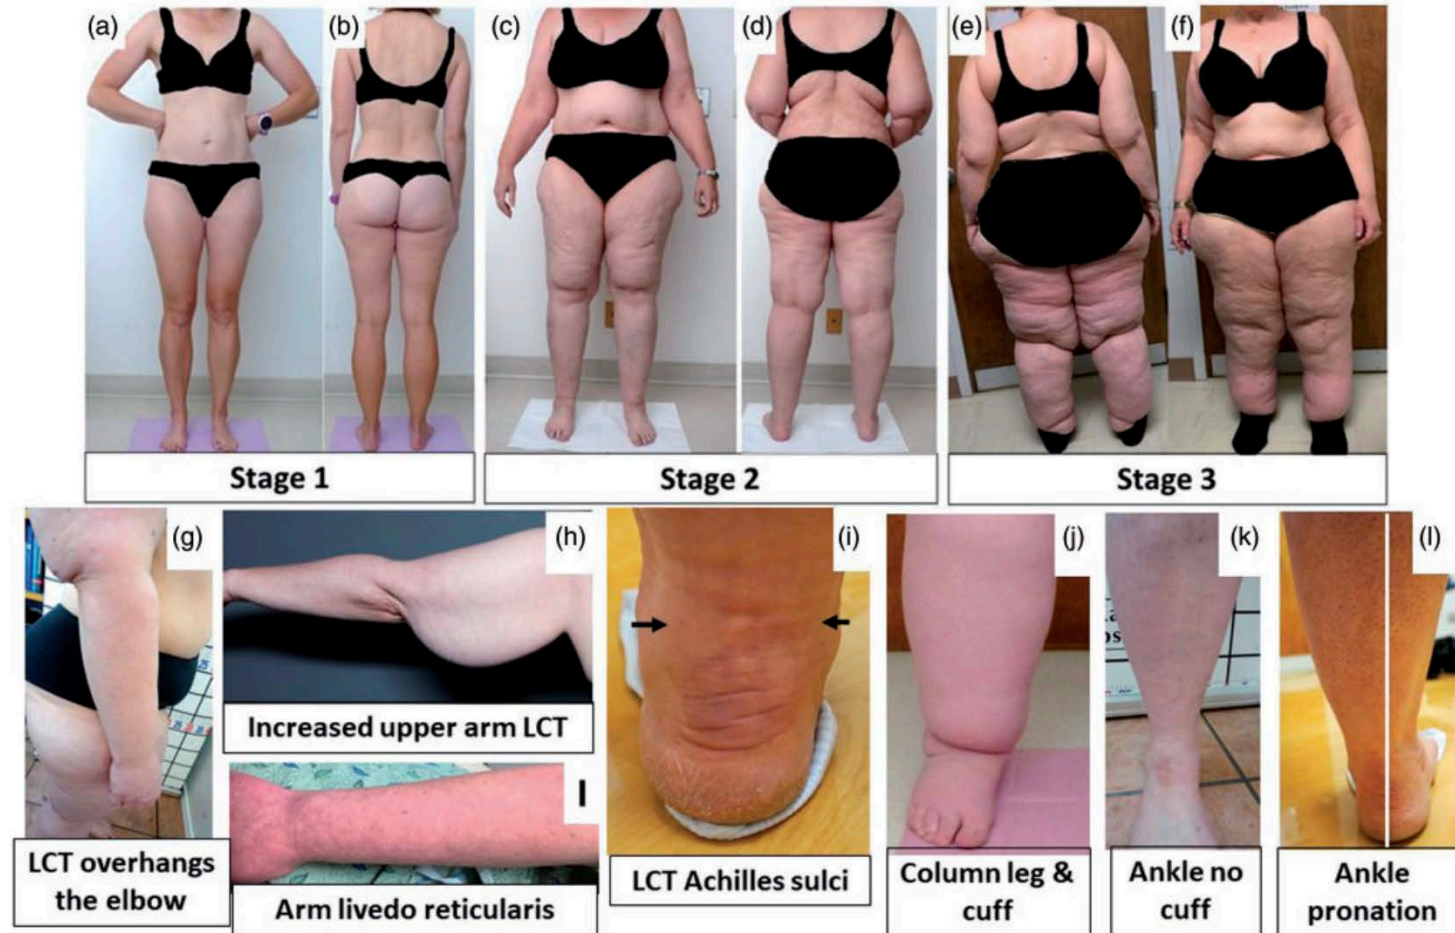 (a)
(b)
(c)
(d)
(e)
(f)
Stage 1
Stage 2
Stage 3
(g)
(h)
(i)
(j)
(k)
(l)
LCT overhangs
the elbow
Increased upper arm LCT
I
Arm livedo reticularis
LCT Achilles sulci
Column leg &
cuff
Ankle no
cuff
Ankle
pronation